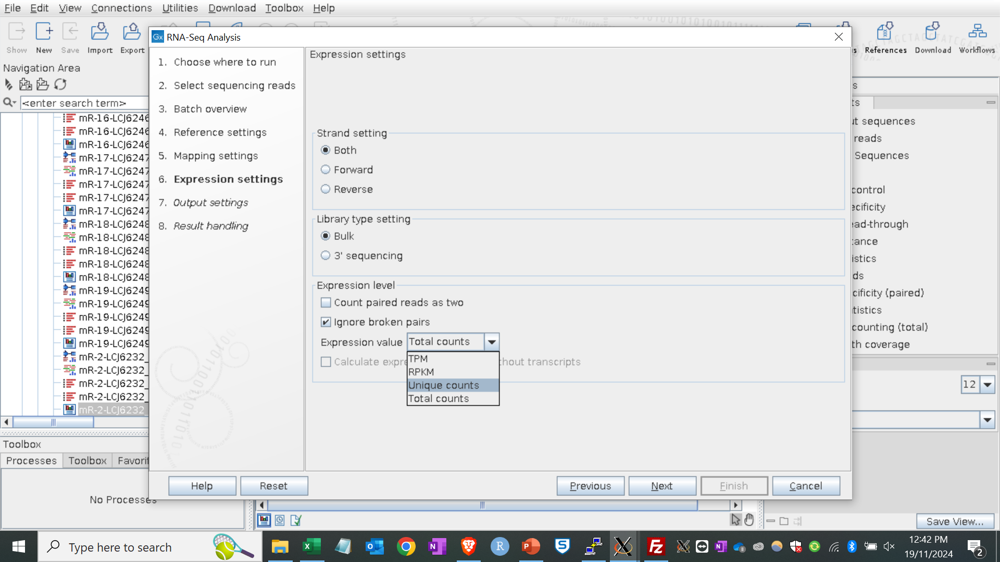 File Edit View Connections Utilities Download Toolbox Help
Show New Save Import Export
References Download Workflows
Gx RNA-Seq Analysis
Navigation Area
<enter search term>
mR-16-LCJ6246
mR-16-LCJ6246
mR-16-LCJ6246
mR-17-LCJ6247
mR-17-LCJ6247
mR-17-LCJ6247
mR-17-LCJ6247
mR-17-LCJ6247
mR-18-LCJ6248
mR-18-LCJ6248
mR-18-LCJ6248
mR-18-LCJ6248
mR-18-LCJ6248
mR-19-LCJ6249
mR-19-LCJ6249
mR-19-LCJ6249
mR-19-LCJ6249
mR-19-LCJ6249
mR-2-LCJ6232_
mR-2-LCJ6232_
mR-2-LCJ6232_
mR-2-LCJ6232_
mR-2-LCJ6232_
Toolbox
Processes Toolbox Favorit
No Processes
1. Choose where to run
2. Select sequencing reads
3. Batch overview
4. Reference settings
5. Mapping settings
6. Expression settings
7. Output settings
8. Result handling
Expression settings
Strand setting
Both
Forward
Reverse
Library type setting
Bulk
3' sequencing
Expression level
Count paired reads as two
Ignore broken pairs
Expression value Total counts
TPM
RPKM
Unique counts
Total counts
Calculate expre thout transcripts
Help Reset Previous Next Finish Cancel
ut sequences
reads
Sequences
control
ecificity
ead-through
tance
istics
ds
cificity (paired)
tistics
counting (total)
th coverage
12
Save View...
Type here to search
12:42 PM
19/11/2024
2